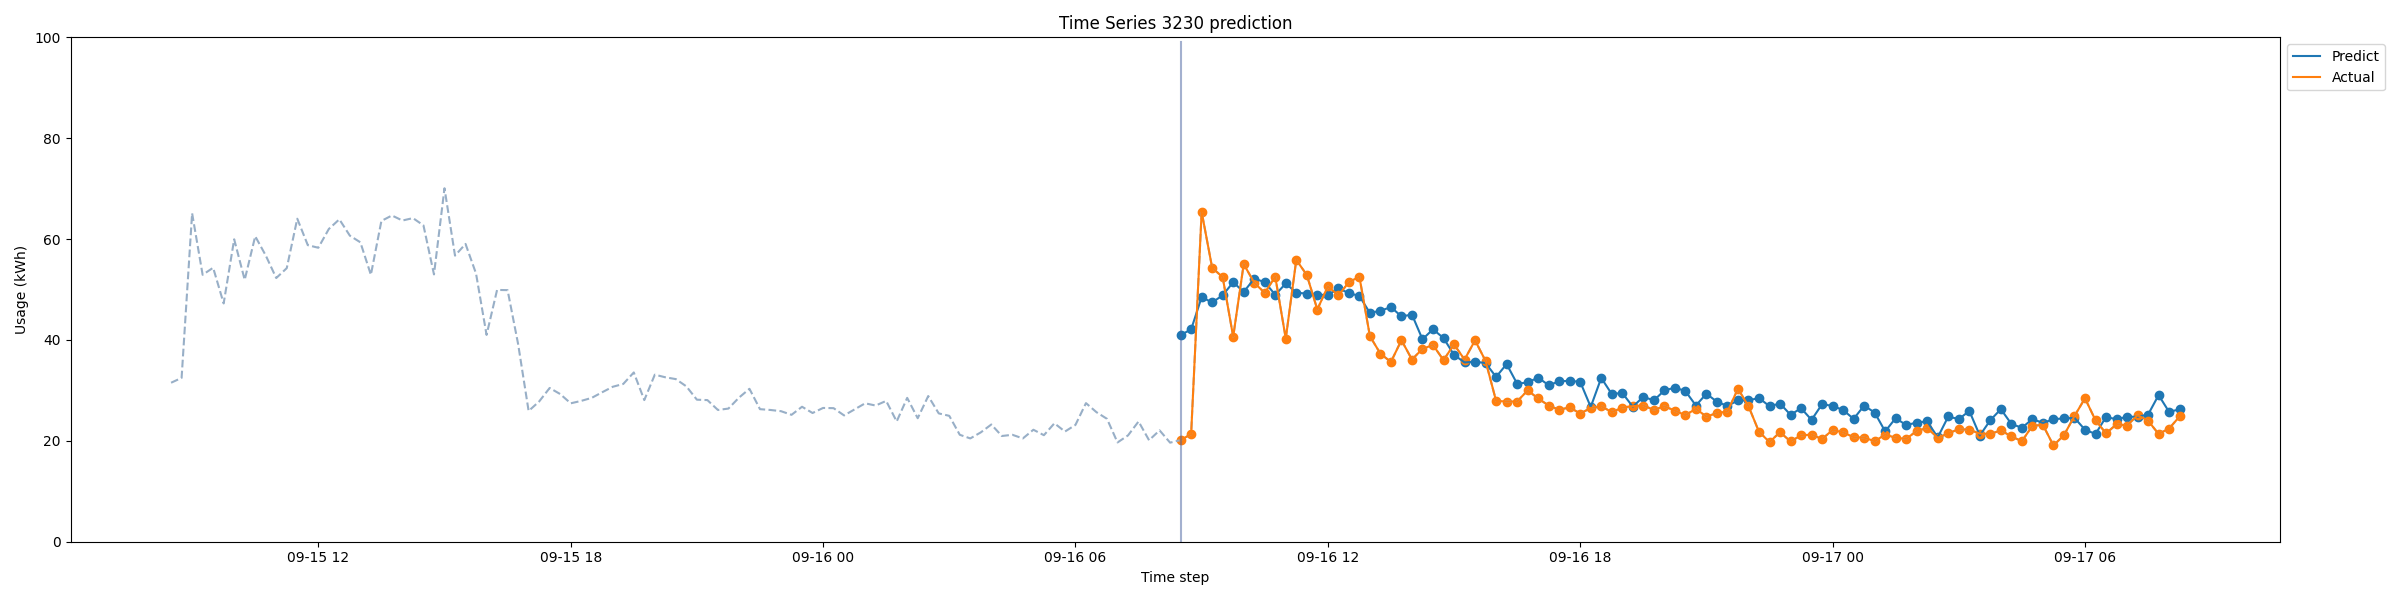 Time Series 3230 prediction
100
80
60
40
20
0
Usage (kWh)
Predict
Actual
09-15 12
09-15 18
09-16 00
09-16 06
09-16 12
09-16 18
09-17 00
09-17 06
Time step